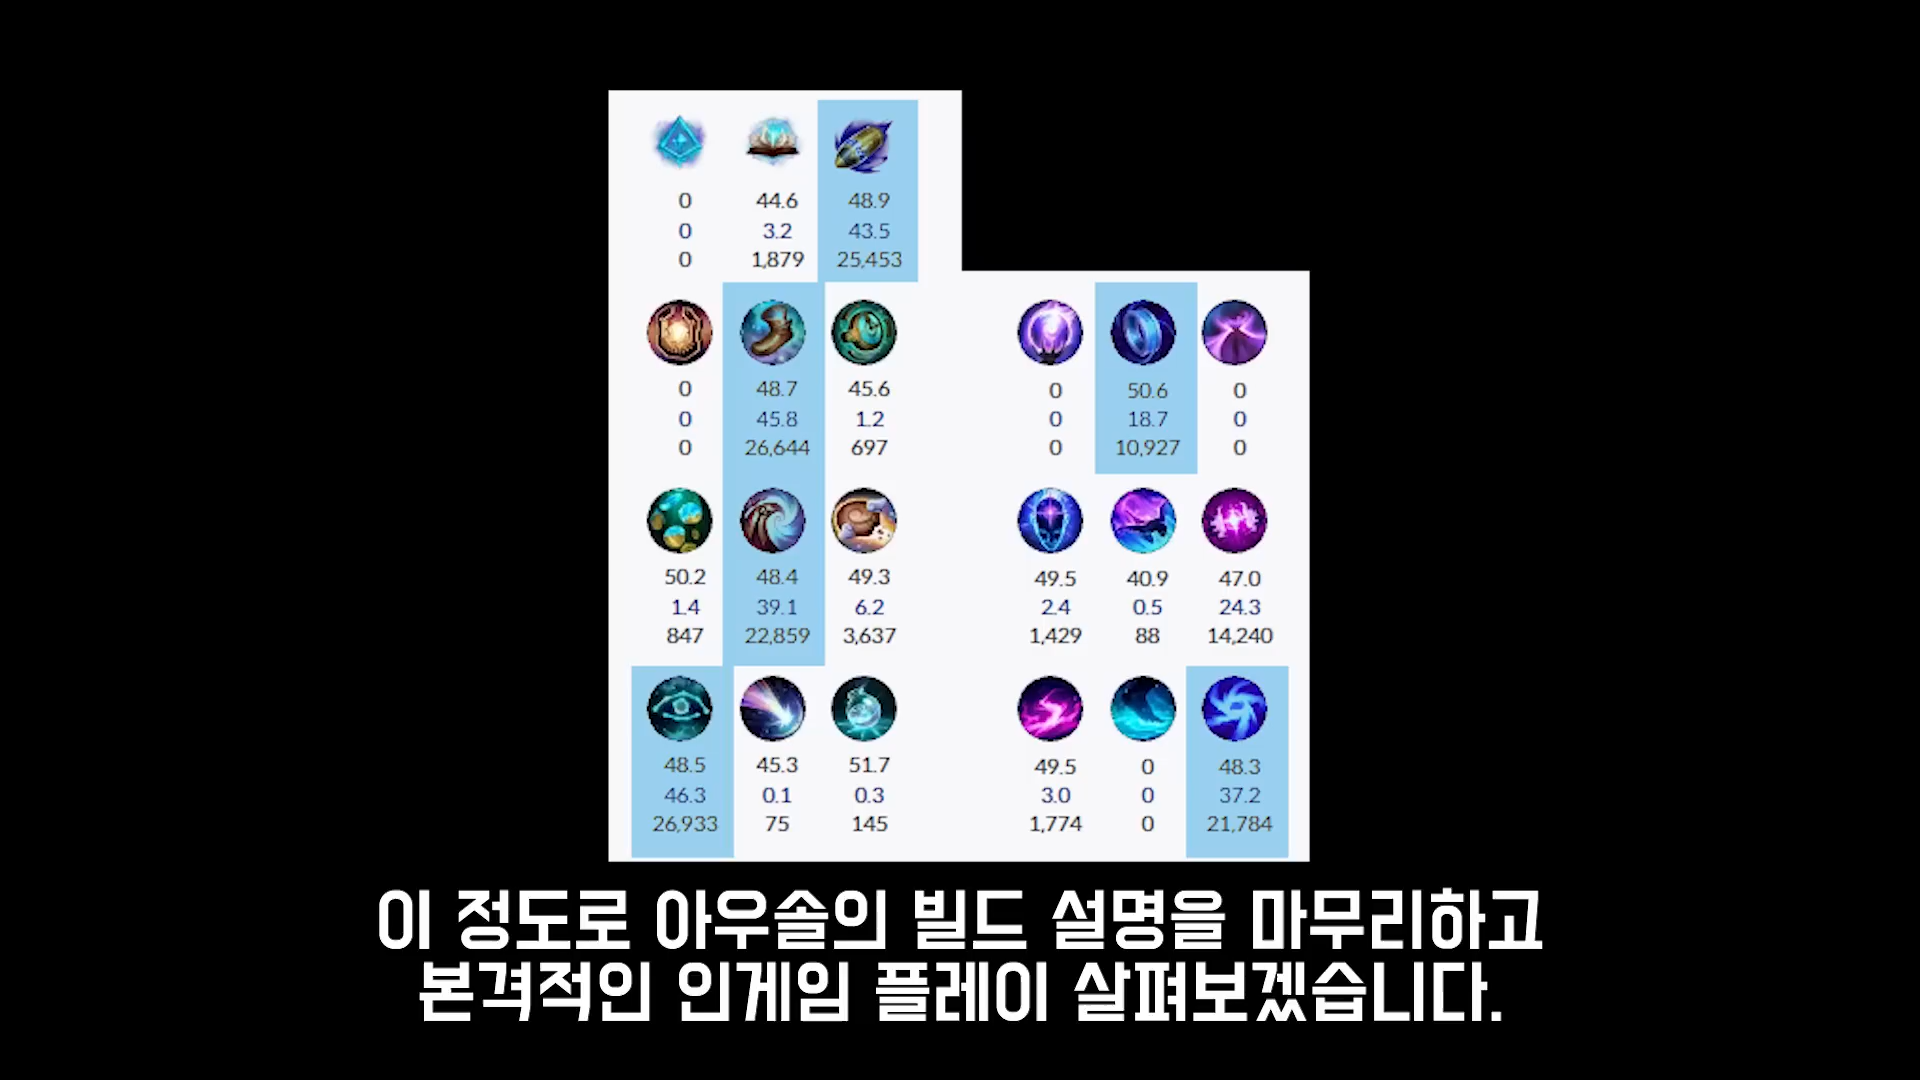 0 44.6 48.9
0 3.2 43.5
0 1,879 25,453
0 48.7 45.6 0 50.6 0
0 45.8 1.2 0 18.7 0
0 26,644 697 0 10,927 0
50.2 48.4 49.3 49.5 40.9 47.0
1.4 39.1 6.2 2.4 0.5 24.3
847 22,859 3,637 1,429 88 14,240
48.5 45.3 51.7 49.5 0 48.3
46.3 0.1 0.3 3.0 0 37.2
26,933 75 145 1,774 0 21,784
이 정도로 아우솔의 빌드 설명을 마무리하고
본격적인 인게임 플레이 살펴보겠습니다.